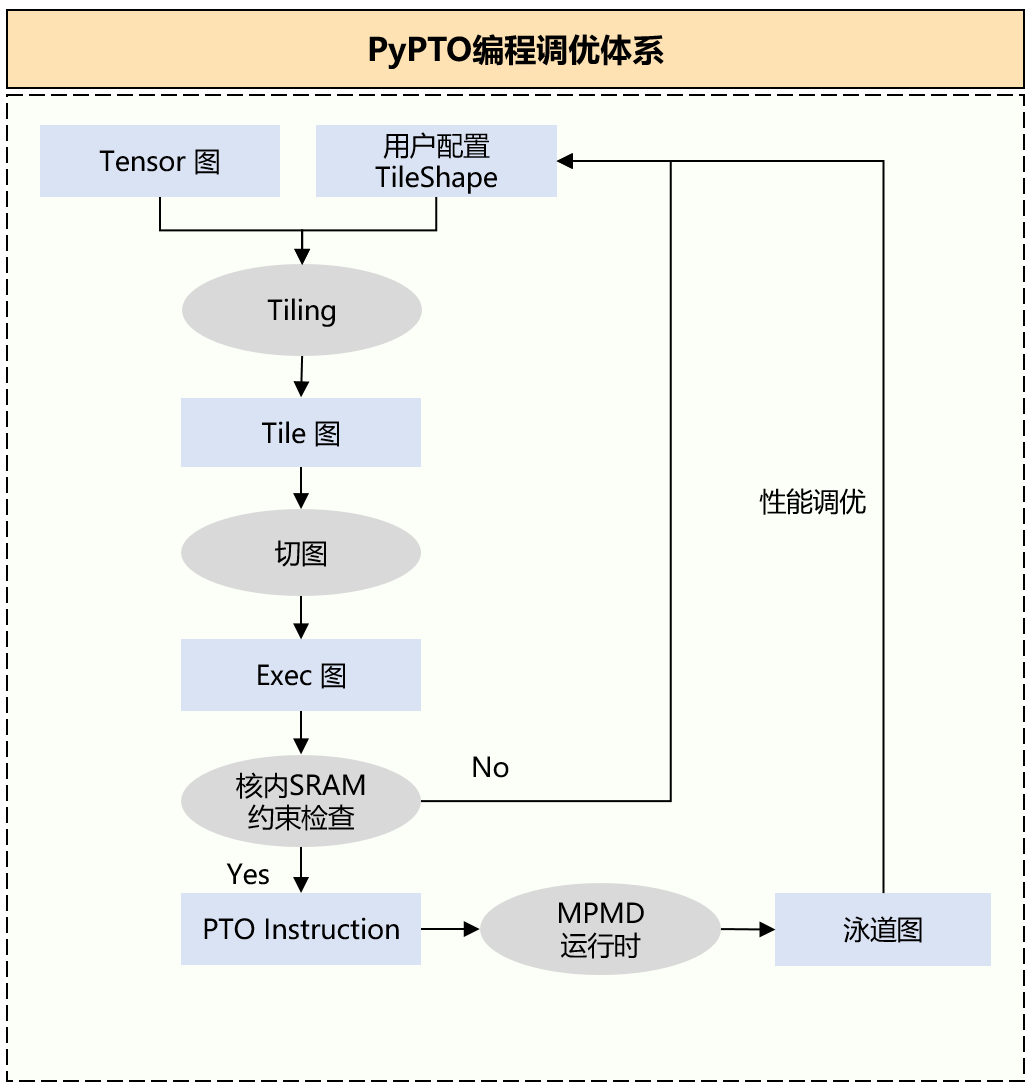 PyPTO编程调优体系
Tensor 图
用户配置
TileShape
Tiling
Tile 图
切图
性能调优
Exec 图
核内SRAM
约束检查
No
Yes
PTO Instruction
MPMD
运行时
泳道图